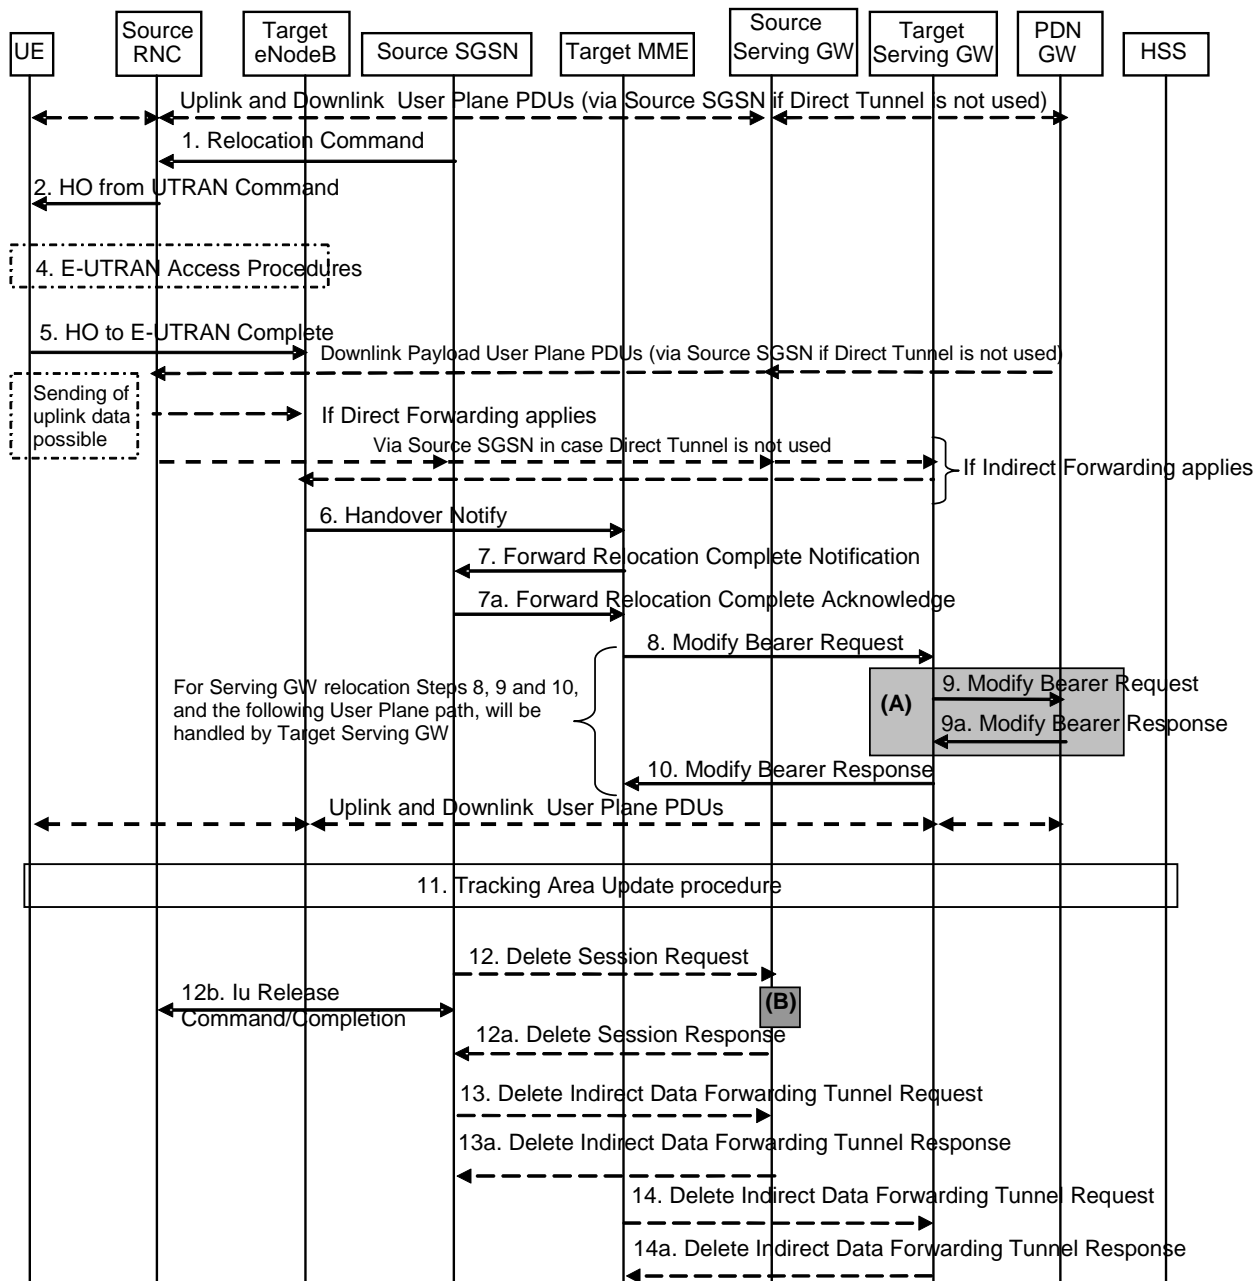 UE
Source
RNC
Target
eNodeB
Source SGSN
Target MME
Source
Serving GW
Target
Serving GW
PDN
GW
HSS
Uplink and Downlink User Plane PDUs (via Source SGSN if Direct Tunnel is not used)
1. Relocation Command
2. HO from UTRAN Command
4. E-UTRAN Access Procedures
5. HO to E-UTRAN Complete
Downlink Payload User Plane PDUs (via Source SGSN if Direct Tunnel is not used)
Sending of
uplink data
possible
If Direct Forwarding applies
Via Source SGSN in case Direct Tunnel is not used
If Indirect Forwarding applies
6. Handover Notify
7. Forward Relocation Complete Notification
7a. Forward Relocation Complete Acknowledge
8. Modify Bearer Request
For Serving GW relocation Steps 8, 9 and 10,
and the following User Plane path, will be
handled by Target Serving GW
(A)
9. Modify Bearer Request
9a. Modify Bearer Response
10. Modify Bearer Response
Uplink and Downlink User Plane PDUs
11. Tracking Area Update procedure
12. Delete Session Request
(B)
12b. Iu Release
Command/Completion
12a. Delete Session Response
13. Delete Indirect Data Forwarding Tunnel Request
13a. Delete Indirect Data Forwarding Tunnel Response
14. Delete Indirect Data Forwarding Tunnel Request
14a. Delete Indirect Data Forwarding Tunnel Response